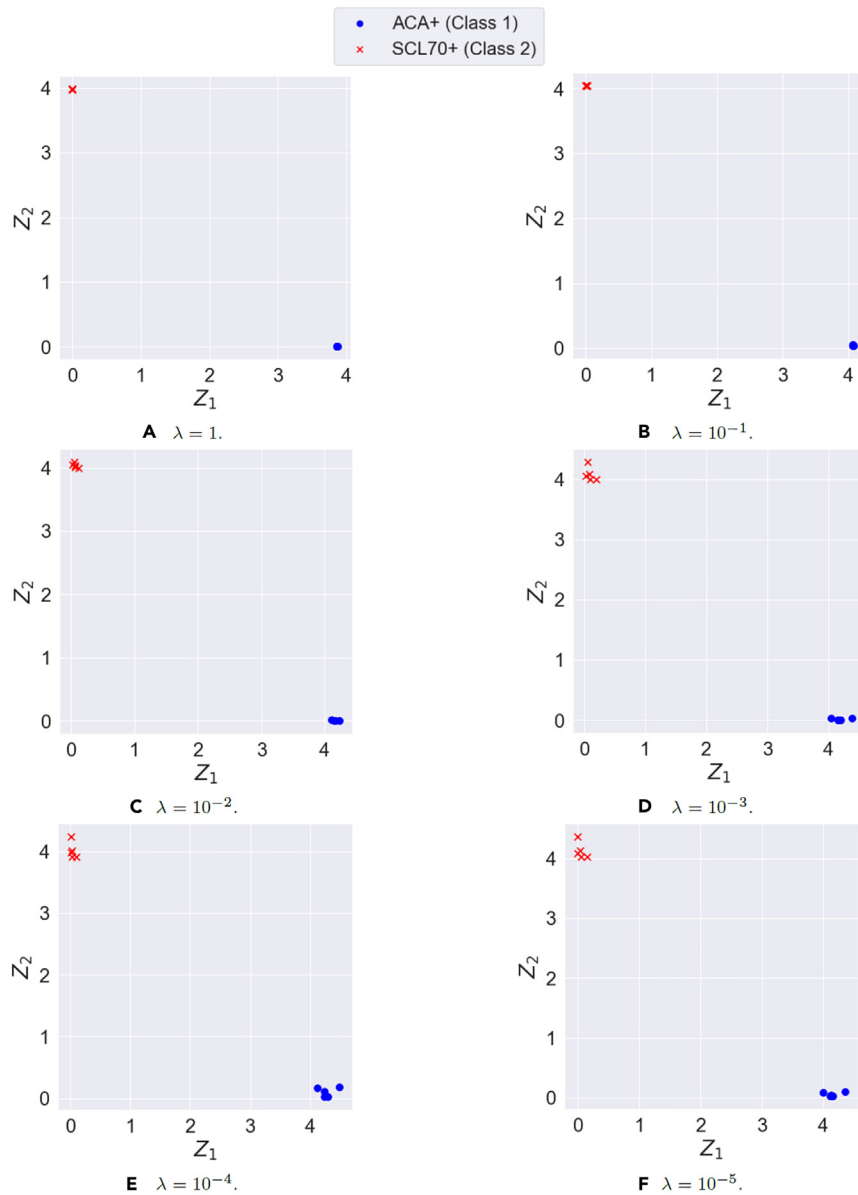 ACA+ (Class 1)
SCL70+ (Class 2)
4
3
2
1
0
Z₂
0 1 2 3 4
Z₁
A λ = 1.
4
3
2
1
0
Z₂
0 1 2 3 4
Z₁
B λ = 10⁻¹.
4
3
2
1
0
Z₂
0 1 2 3 4
Z₁
C λ = 10⁻².
4
3
2
1
0
Z₂
0 1 2 3 4
Z₁
D λ = 10⁻³.
4
3
2
1
0
Z₂
0 1 2 3 4
Z₁
E λ = 10⁻⁴.
4
3
2
1
0
Z₂
0 1 2 3 4
Z₁
F λ = 10⁻⁵.